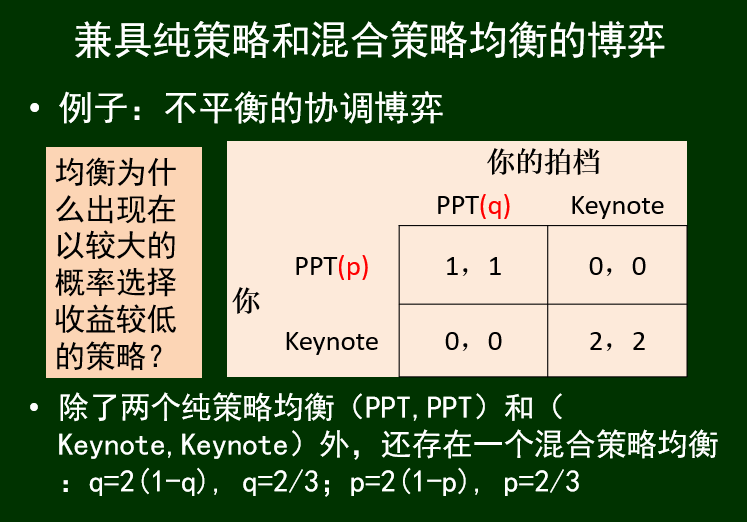 兼具纯策略和混合策略均衡的博弈
• 例子：不平衡的协调博弈
均衡为什
么出现在
以较大的
概率选择
收益较低
的策略？
你的拍档
PPT(q) Keynote
PPT(p) 1，1 0，0
你
Keynote 0，0 2，2
• 除了两个纯策略均衡（PPT,PPT）和（
Keynote,Keynote）外，还存在一个混合策略均衡
：q=2(1-q), q=2/3；p=2(1-p), p=2/3